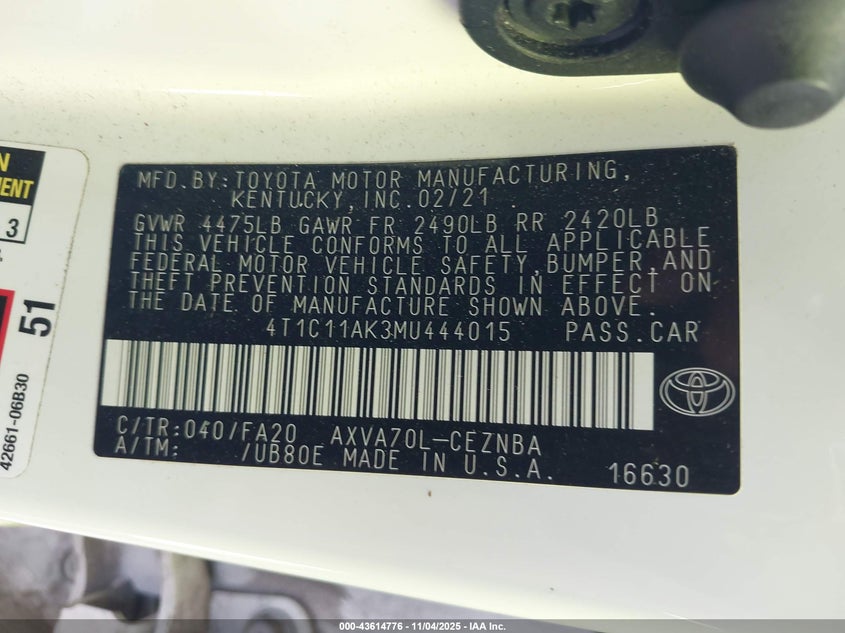 MFD.BY:TOYOTA MOTOR MANUFACTURING,
KENTUCKY,INC.02/21
GVWR 4475LB GAWR FR 2490LB RR 2420LB
THIS VEHICLE CONFORMS TO ALL APPLICABLE
FEDERAL MOTOR VEHICLE SAFETY,BUMPER,AND
THEFT PREVENTION STANDARDS IN EFFECT ON
THE DATE OF MANUFACTURE SHOWN ABOVE.
4T1C11AK3MU444015 PASS.CAR
C/TR:040/FA20 AXVA70L-CEZNBA
A/TM: /UB80E MADE IN U.S.A. 16630
3
51
42661-06B30
000-43614776 - 11/04/2025 - IAA Inc.